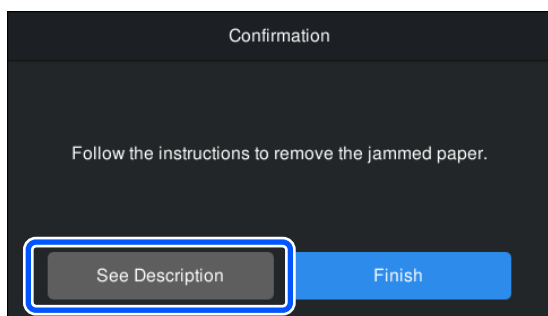 Confirmation
Follow the instructions to remove the jammed paper.
See Description
Finish